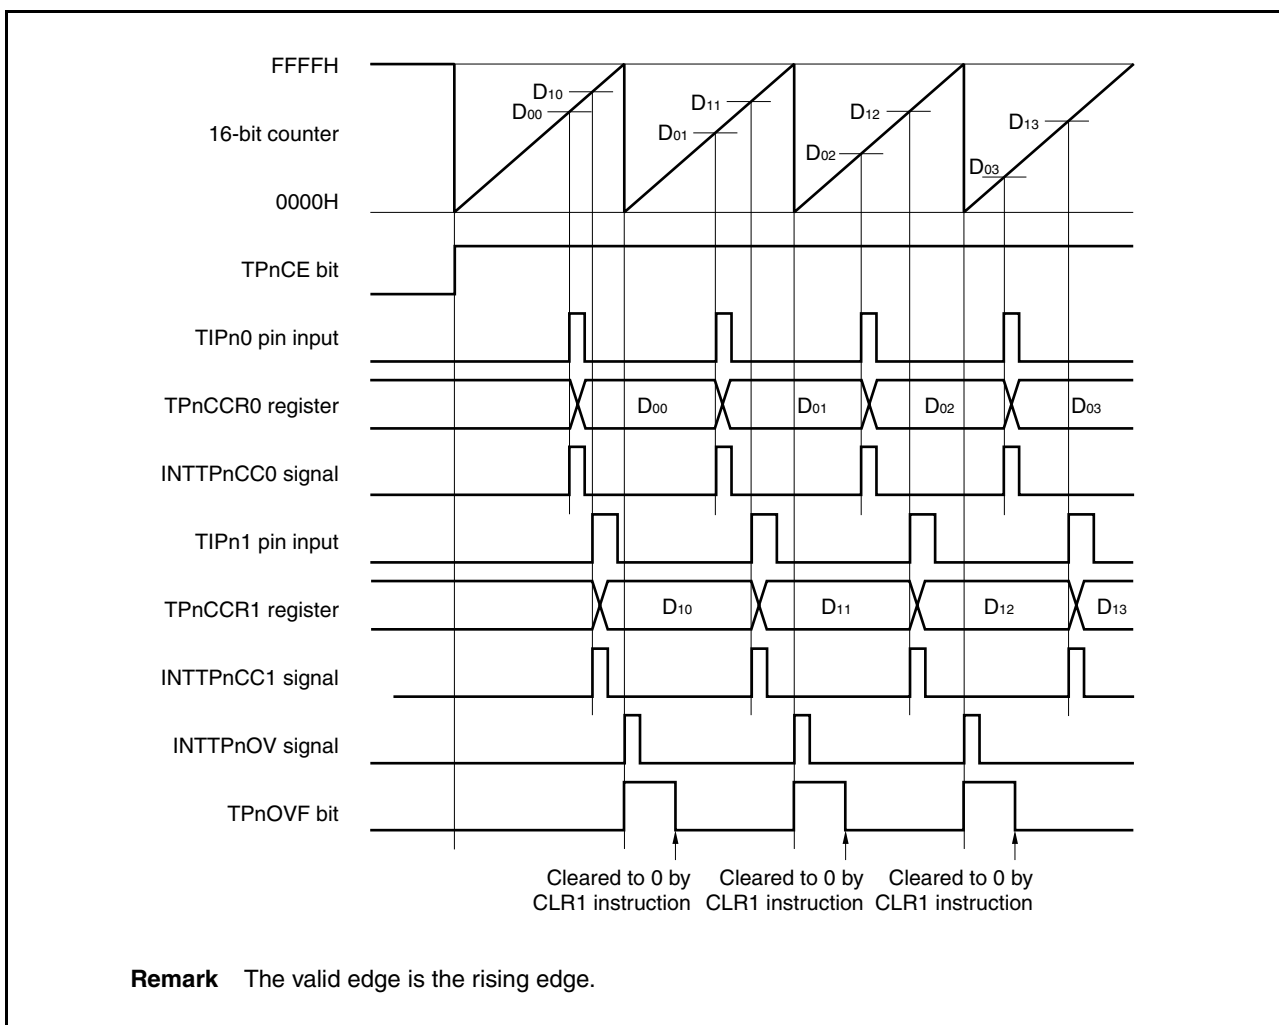 FFFFH
16-bit counter
0000H
D10
D00
D11
D01
D12
D02
D13
D03
TPnCE bit
TIPn0 pin input
TPnCCR0 register
D00 D01 D02 D03
INTTPnCC0 signal
TIPn1 pin input
TPnCCR1 register
D10 D11 D12 D13
INTTPnCC1 signal
INTTPnOV signal
TPnOVF bit
Cleared to 0 by Cleared to 0 by Cleared to 0 by
CLR1 instruction CLR1 instruction CLR1 instruction
Remark The valid edge is the rising edge.